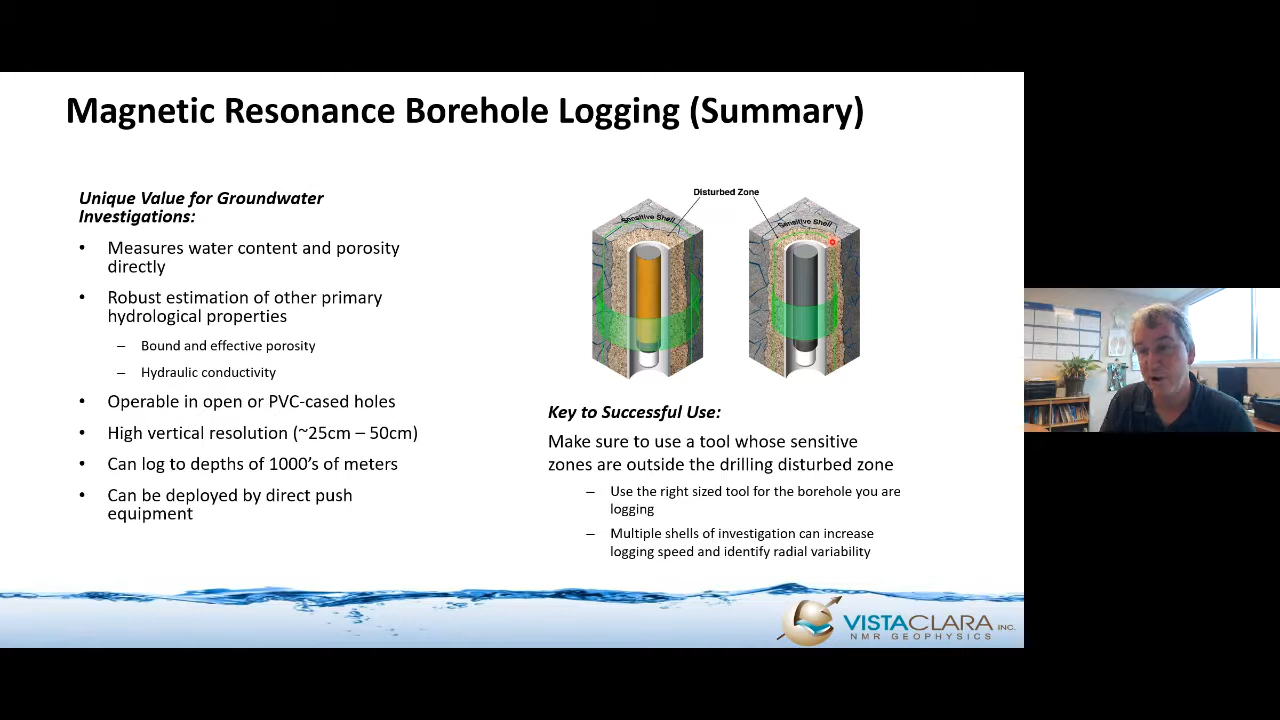 Magnetic Resonance Borehole Logging (Summary)
Unique Value for Groundwater
Investigations:
• Measures water content and porosity
directly
• Robust estimation of other primary
hydrological properties
– Bound and effective porosity
– Hydraulic conductivity
• Operable in open or PVC-cased holes
• High vertical resolution (~25cm – 50cm)
• Can log to depths of 1000’s of meters
• Can be deployed by direct push
equipment
Disturbed Zone
Sensitive Shell
Sensitive Shell
Key to Successful Use:
Make sure to use a tool whose sensitive
zones are outside the drilling disturbed zone
– Use the right sized tool for the borehole you are
logging
– Multiple shells of investigation can increase
logging speed and identify radial variability
VISTACLARA INC.
NMR GEOPHYSICS